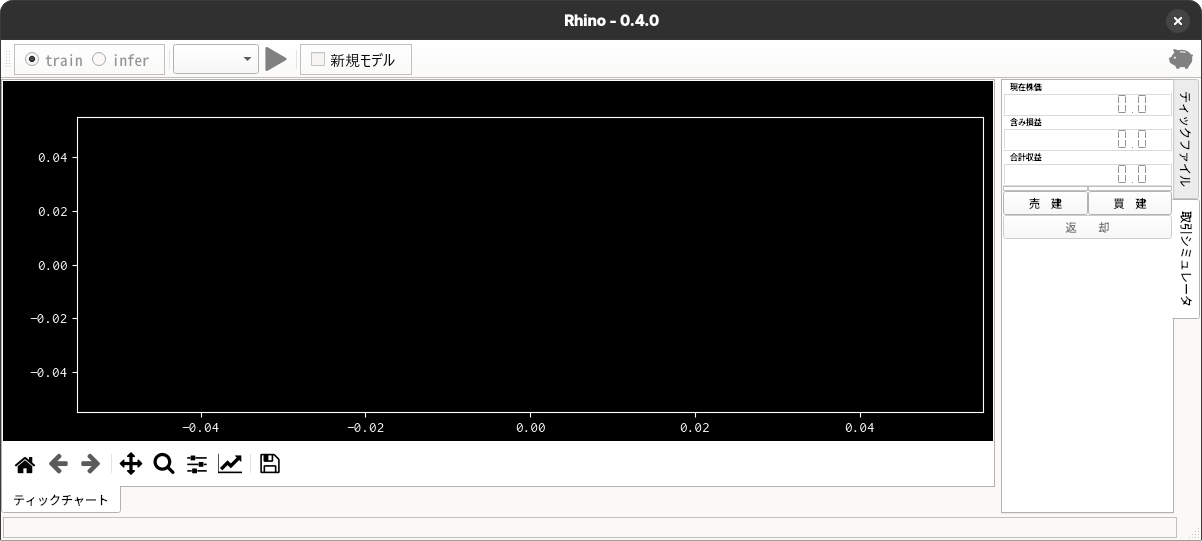 Rhino - 0.4.0
train infer 新規モデル
現在株価
0.0
含み損益
0.0
合計収益
0.0
売 建 買 建
返 却
ティックファイル
取引シミュレータ
0.04
0.02
0.00
−0.02
−0.04
−0.04 −0.02 0.00 0.02 0.04
ティックチャート